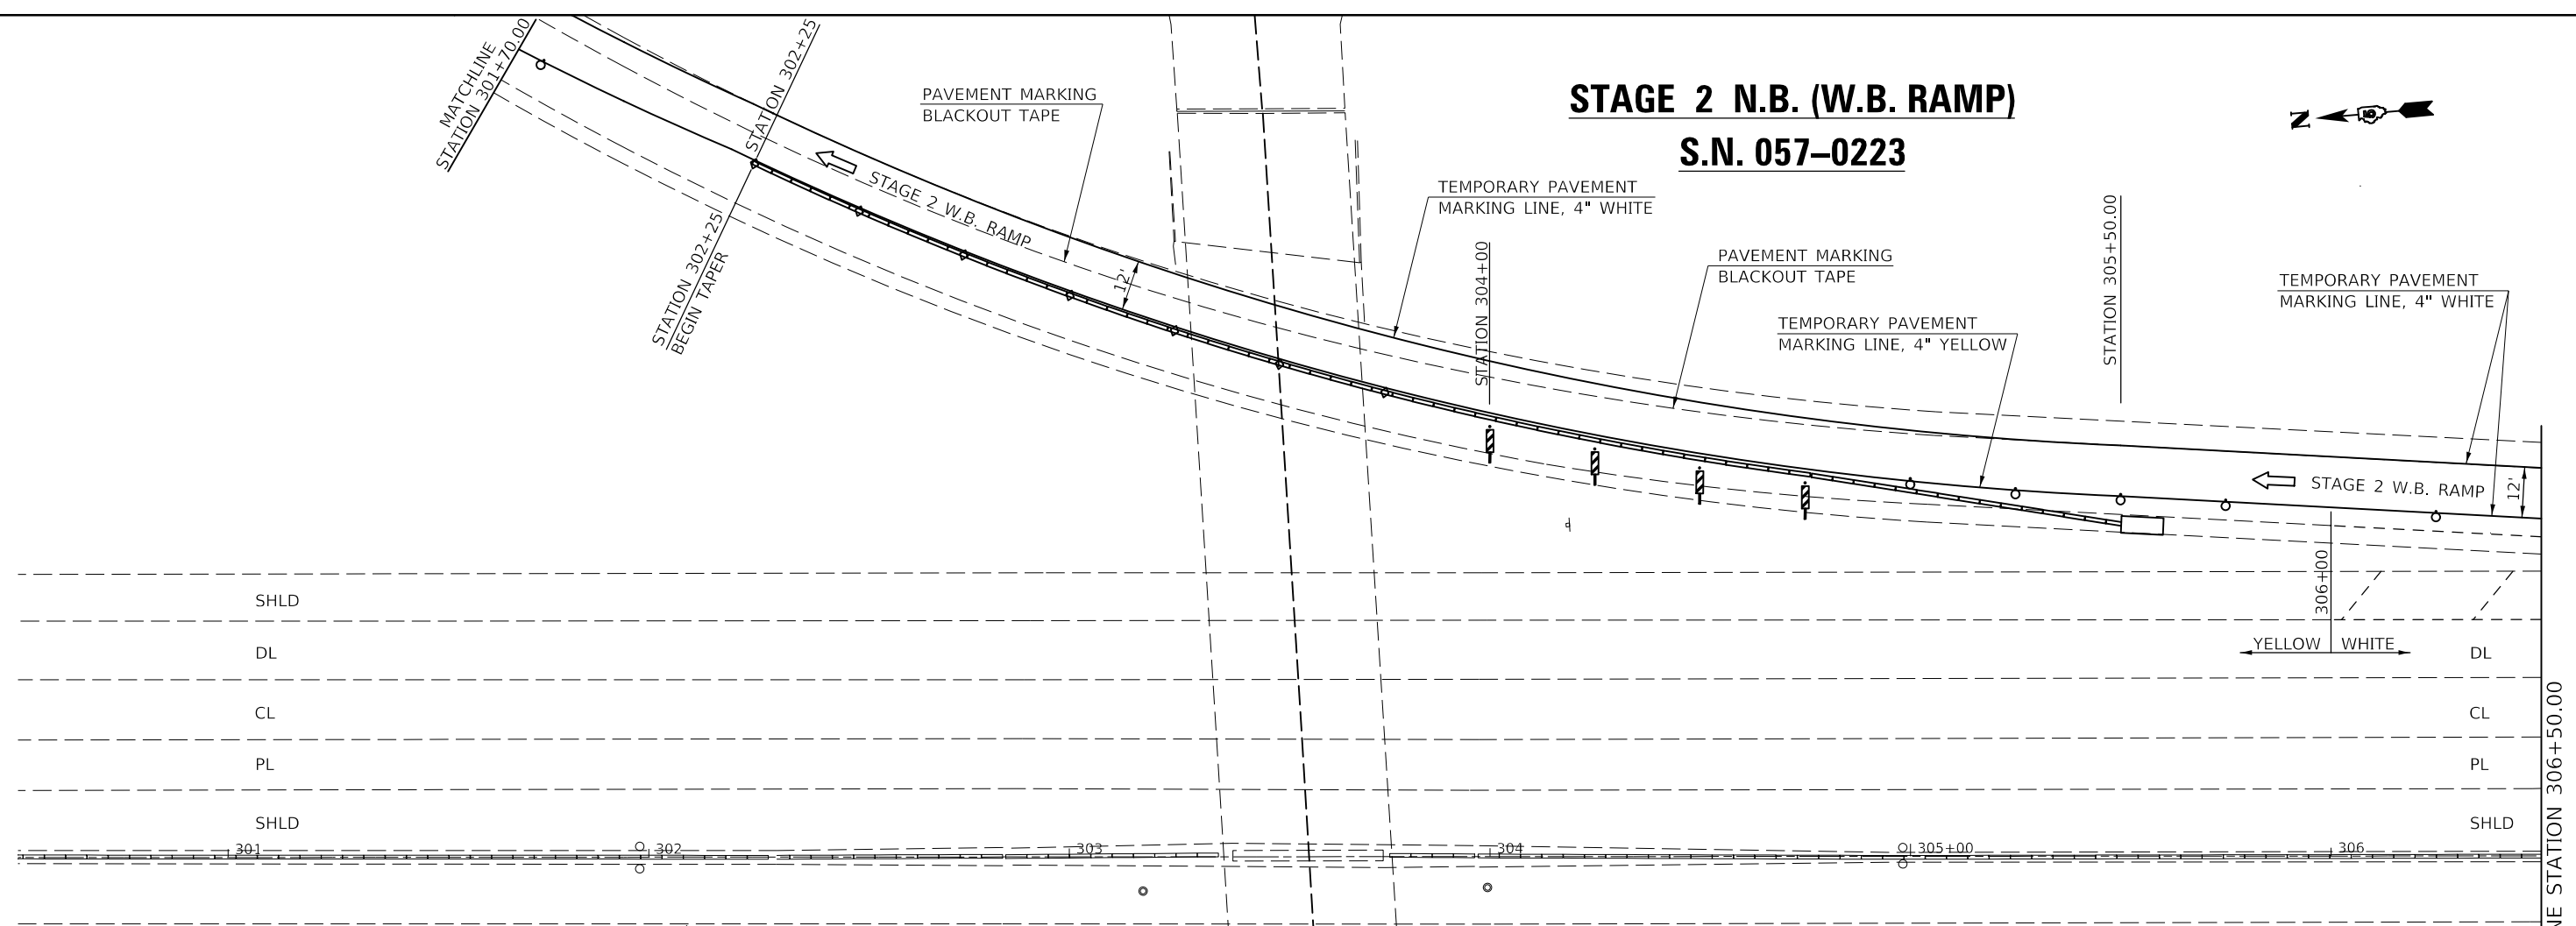 MATCHLINE
STATION 301+70.00
STATION 302+25
STATION 302+25
BEGIN TAPER
PAVEMENT MARKING
BLACKOUT TAPE
STAGE 2 W.B. RAMP
12'
STAGE 2 N.B. (W.B. RAMP)
S.N. 057–0223
N
TEMPORARY PAVEMENT
MARKING LINE, 4" WHITE
STATION 304+00
PAVEMENT MARKING
BLACKOUT TAPE
TEMPORARY PAVEMENT
MARKING LINE, 4" YELLOW
STATION 305+50.00
TEMPORARY PAVEMENT
MARKING LINE, 4" WHITE
STAGE 2 W.B. RAMP
12'
306+00
YELLOW WHITE
SHLD
DL
CL
PL
SHLD
DL
CL
PL
SHLD
301
302
303
304
305+00
306
NE STATION 306+50.00